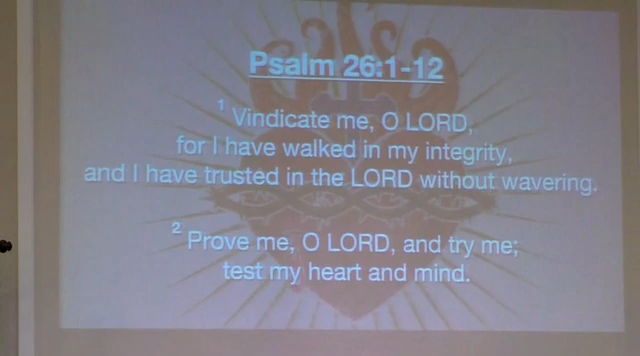 Psalm 26:1-12
1 Vindicate me, O LORD,
for I have walked in my integrity,
and I have trusted in the LORD without wavering.
2 Prove me, O LORD, and try me;
test my heart and mind.